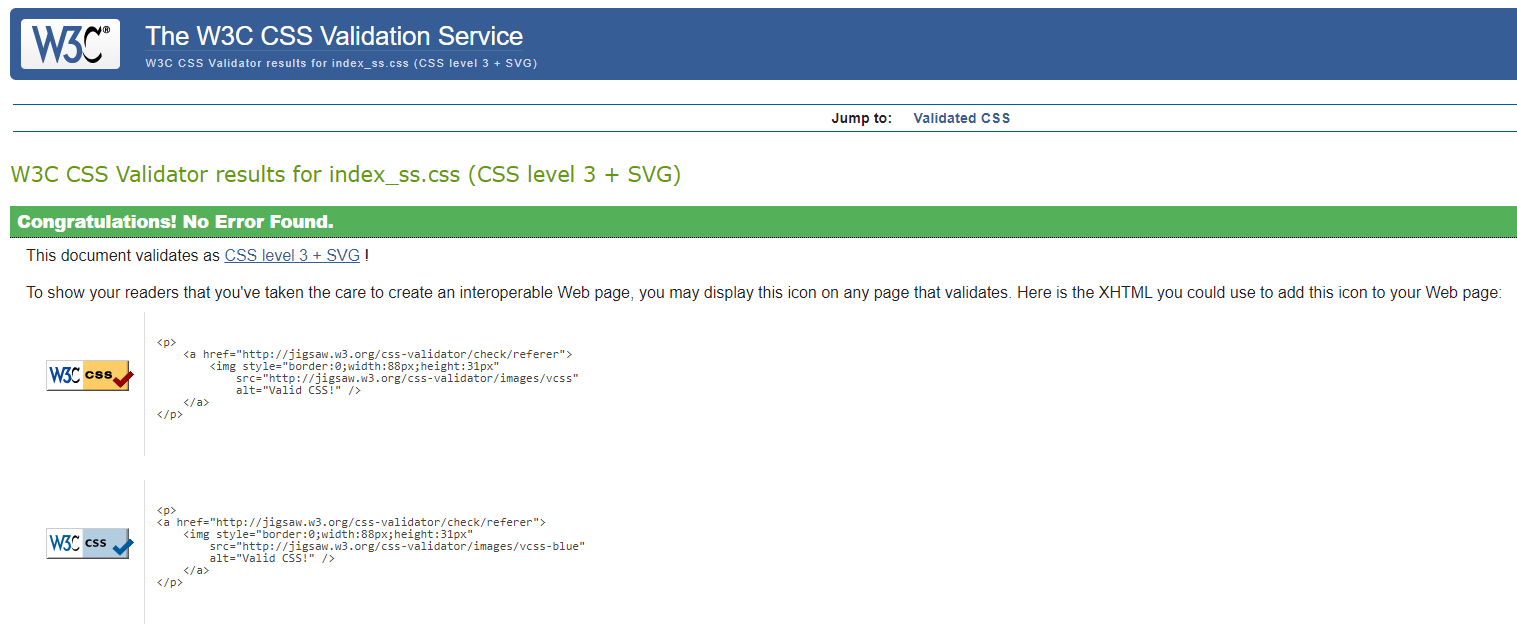 W3C®
The W3C CSS Validation Service
W3C CSS Validator results for index_ss.css (CSS level 3 + SVG)
Jump to: Validated CSS
W3C CSS Validator results for index_ss.css (CSS level 3 + SVG)
Congratulations! No Error Found.
This document validates as CSS level 3 + SVG !
To show your readers that you've taken the care to create an interoperable Web page, you may display this icon on any page that validates. Here is the XHTML you could use to add this icon to your Web page:
W3C css
<p>
<a href="http://jigsaw.w3.org/css-validator/check/referer">
<img style="border:0;width:88px;height:31px"
src="http://jigsaw.w3.org/css-validator/images/vcss"
alt="Valid CSS!" />
</a>
</p>
W3C css
<p>
<a href="http://jigsaw.w3.org/css-validator/check/referer">
<img style="border:0;width:88px;height:31px"
src="http://jigsaw.w3.org/css-validator/images/vcss-blue"
alt="Valid CSS!" />
</a>
</p>